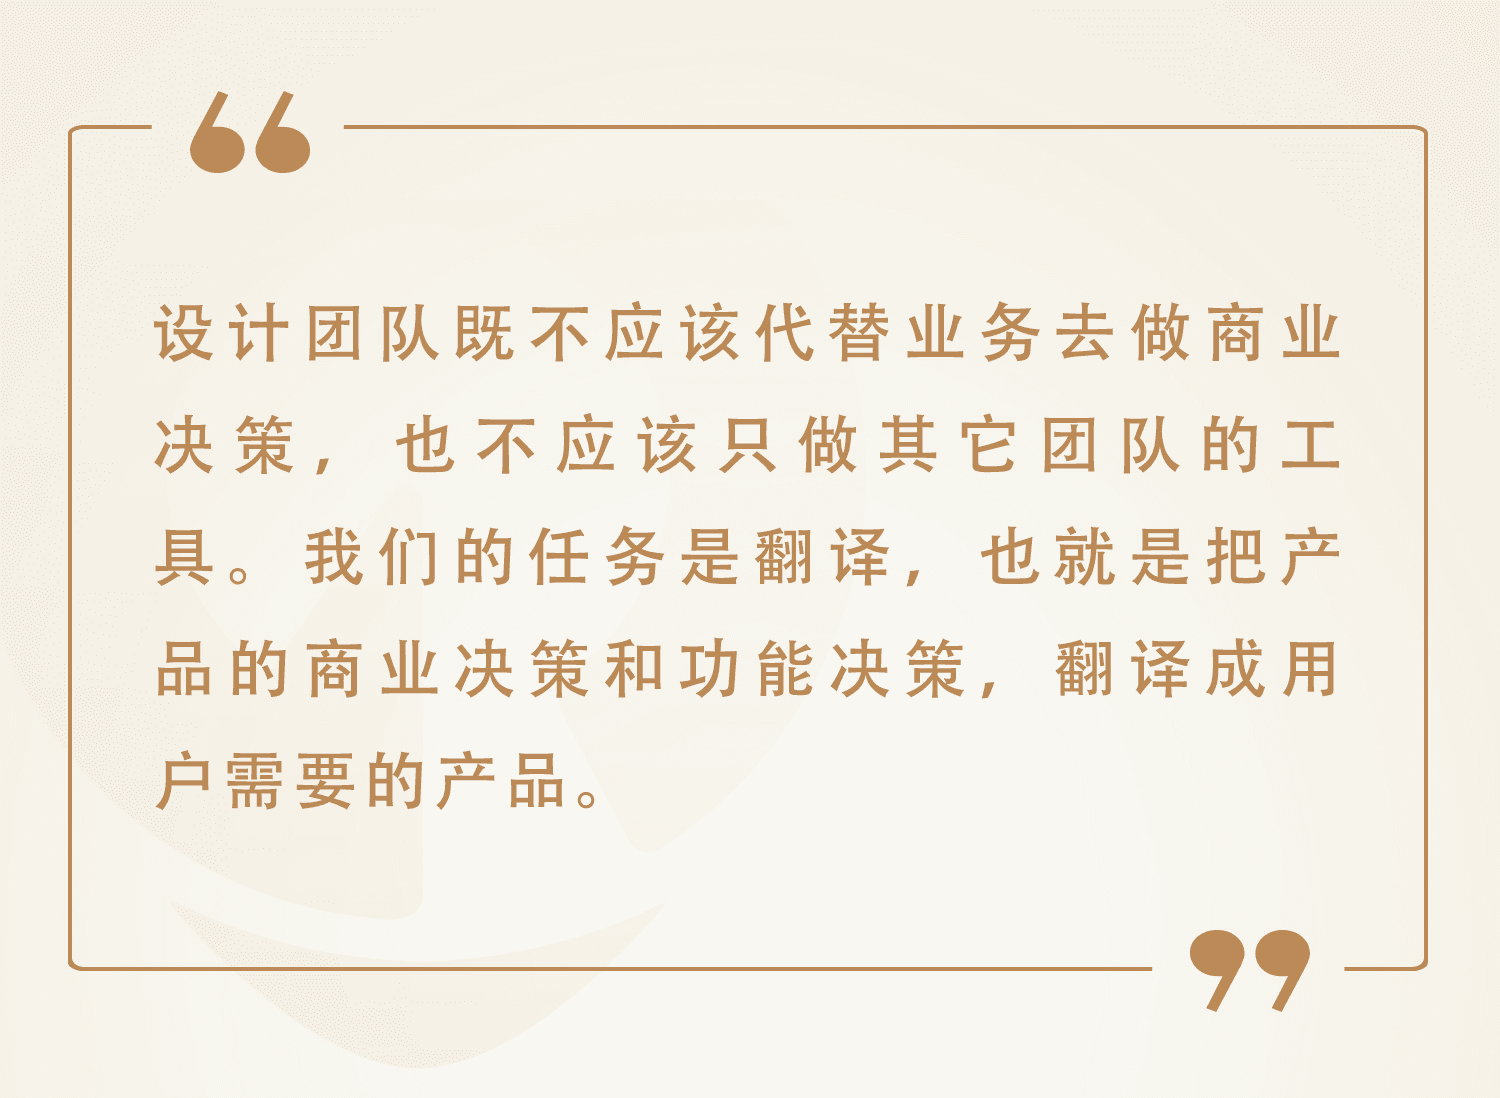 “
设计团队既不应该代替业务去做商业
决策，也不应该只做其它团队的工
具。我们的任务是翻译，也就是把产
品的商业决策和功能决策，翻译成用
户需要的产品。
”